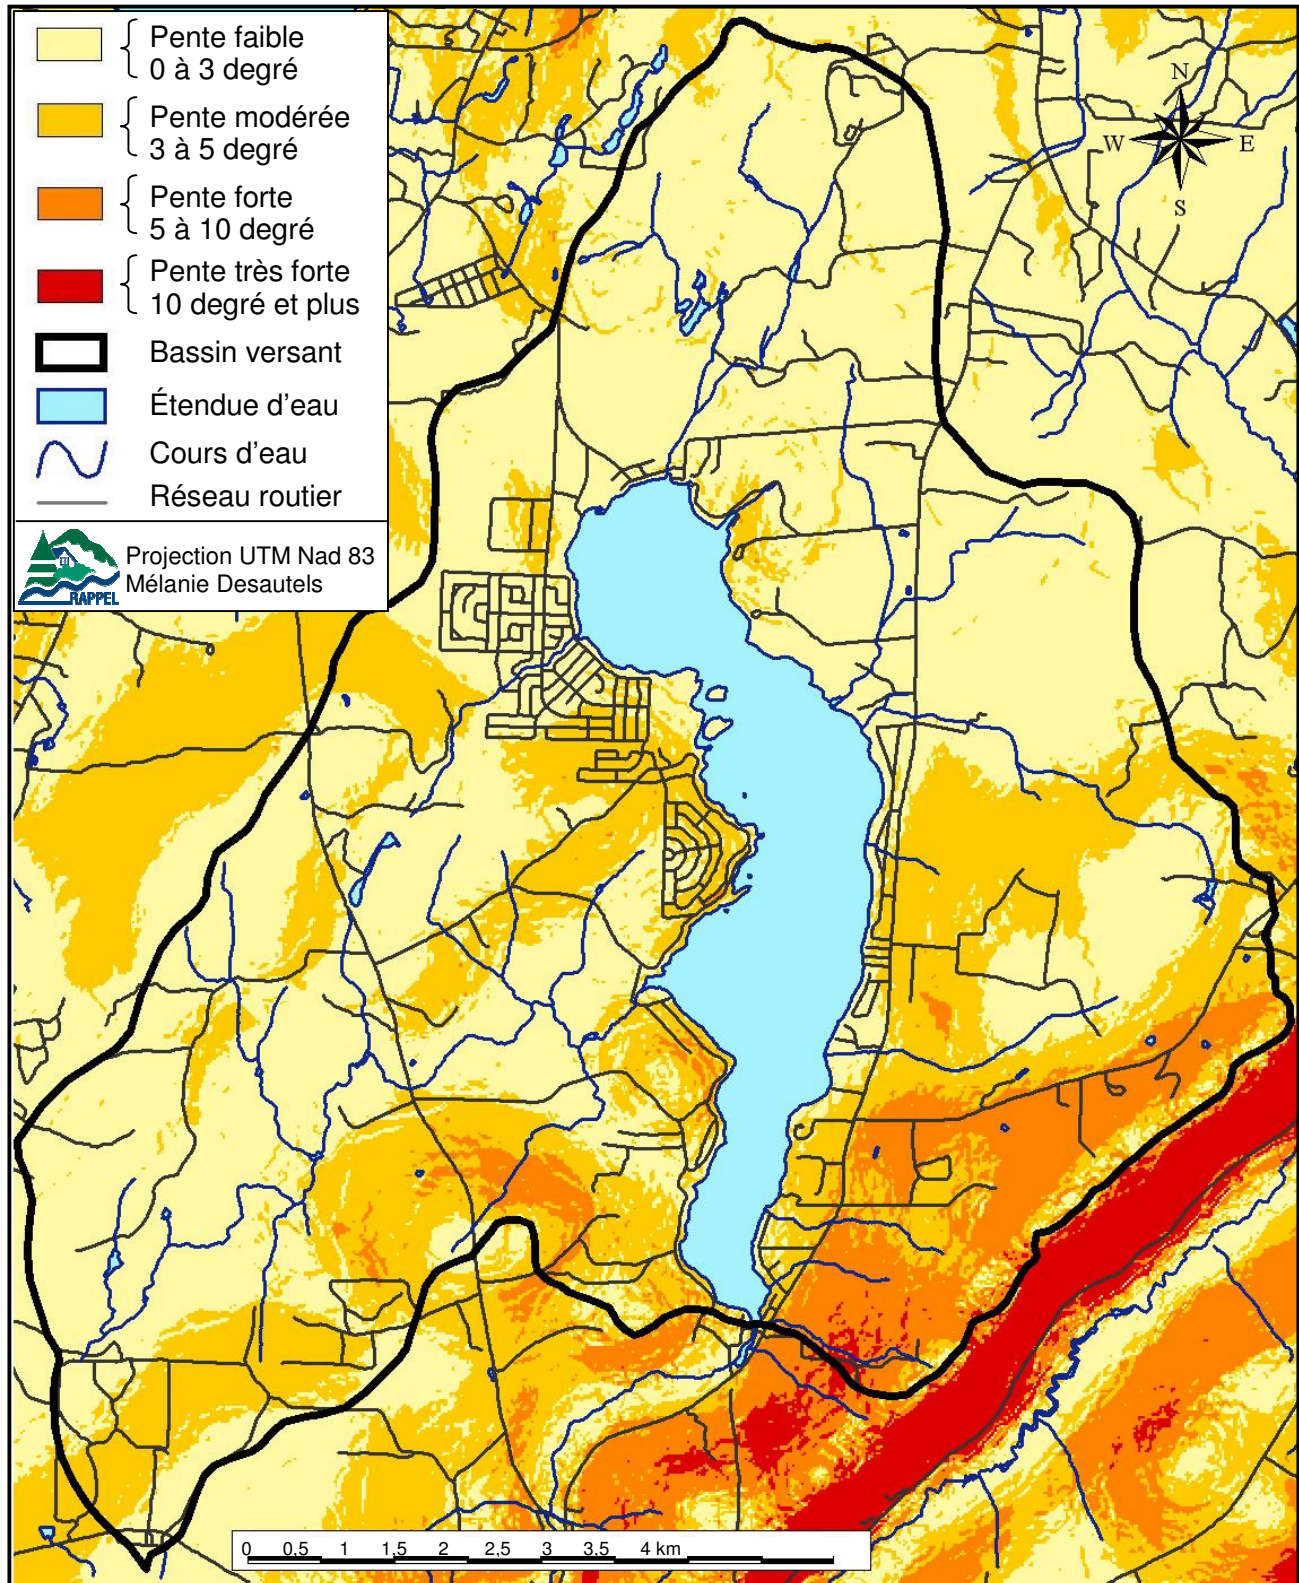 Pente faible
0 à 3 degré
Pente modérée
3 à 5 degré
Pente forte
5 à 10 degré
Pente très forte
10 degré et plus
Bassin versant
Étendue d'eau
Cours d'eau
Réseau routier
RAPPEL
Projection UTM Nad 83
Mélanie Desautels
N
W E
S
0 0,5 1 1,5 2 2,5 3 3,5 4 km